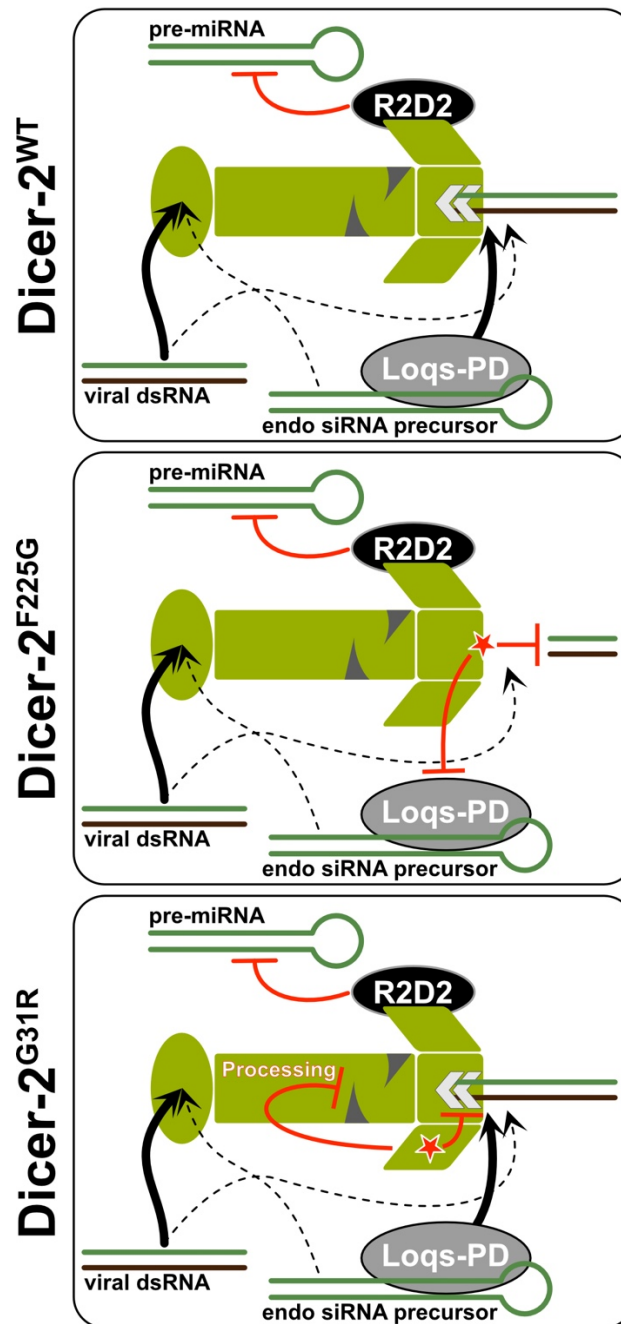 Dicer-2WT
pre-miRNA
R2D2
Loqs-PD
viral dsRNA
endo siRNA precursor
Dicer-2F225G
pre-miRNA
R2D2
Loqs-PD
viral dsRNA
endo siRNA precursor
Dicer-2G31R
pre-miRNA
R2D2
Processing
Loqs-PD
viral dsRNA
endo siRNA precursor